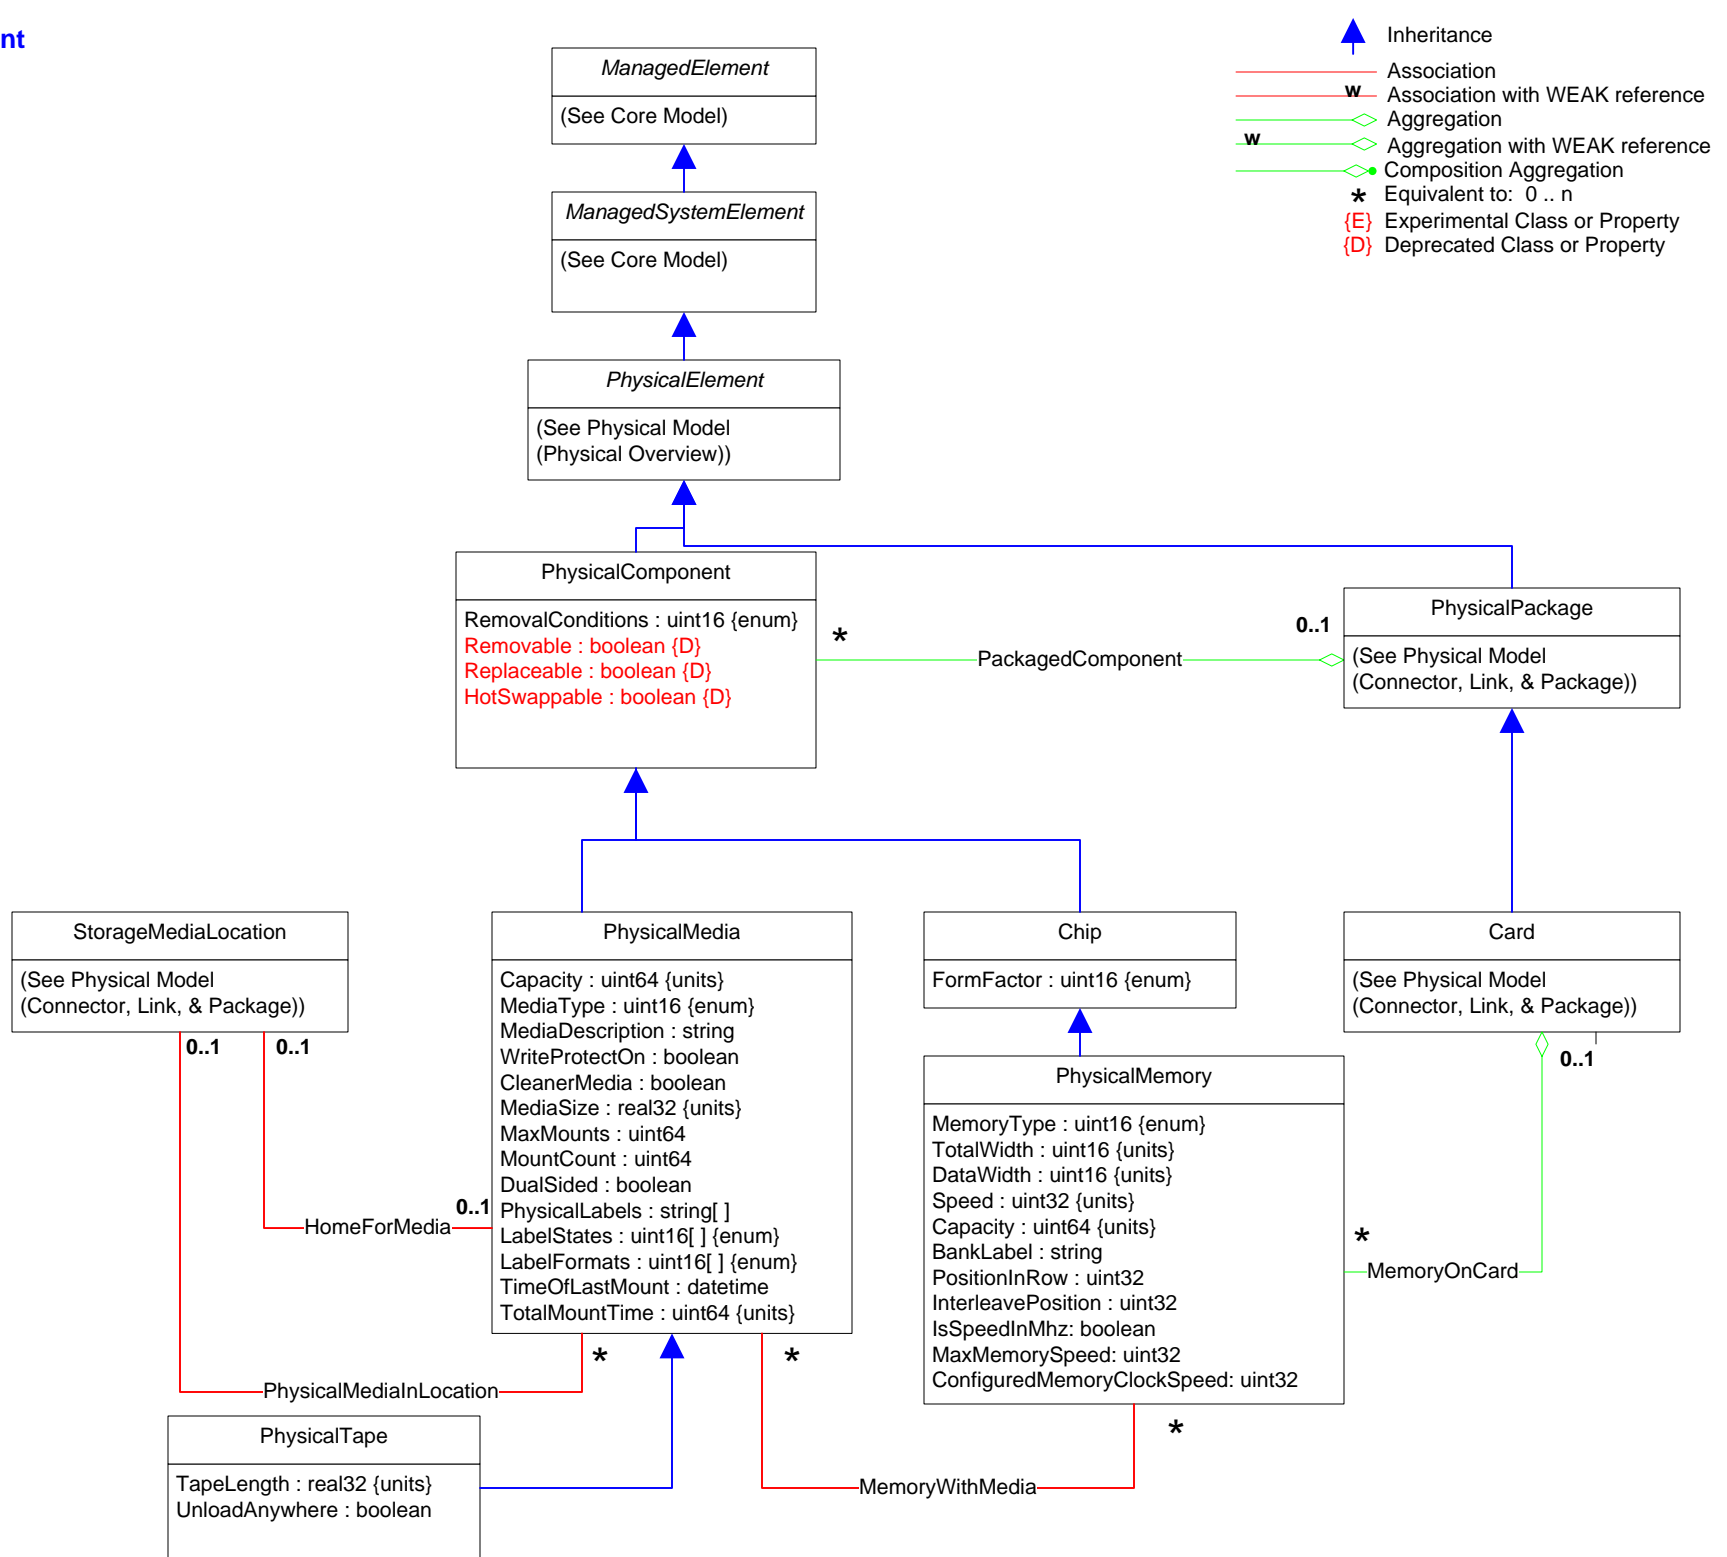 nt
Inheritance
Association
w
Association with WEAK reference
Aggregation
w
Aggregation with WEAK reference
Composition Aggregation
* Equivalent to: 0 .. n
{E} Experimental Class or Property
{D} Deprecated Class or Property
ManagedElement
(See Core Model)
ManagedSystemElement
(See Core Model)
PhysicalElement
(See Physical Model
(Physical Overview))
PhysicalComponent
RemovalConditions : uint16 {enum}
Removable : boolean {D}
Replaceable : boolean {D}
HotSwappable : boolean {D}
*
PackagedComponent
0..1
PhysicalPackage
(See Physical Model
(Connector, Link, & Package))
StorageMediaLocation
(See Physical Model
(Connector, Link, & Package))
0..1
0..1
HomeForMedia
0..1
PhysicalMediaInLocation
PhysicalMedia
Capacity : uint64 {units}
MediaType : uint16 {enum}
MediaDescription : string
WriteProtectOn : boolean
CleanerMedia : boolean
MediaSize : real32 {units}
MaxMounts : uint64
MountCount : uint64
DualSided : boolean
PhysicalLabels : string[ ]
LabelStates : uint16[ ] {enum}
LabelFormats : uint16[ ] {enum}
TimeOfLastMount : datetime
TotalMountTime : uint64 {units}
*
*
Chip
FormFactor : uint16 {enum}
PhysicalMemory
MemoryType : uint16 {enum}
TotalWidth : uint16 {units}
DataWidth : uint16 {units}
Speed : uint32 {units}
Capacity : uint64 {units}
BankLabel : string
PositionInRow : uint32
InterleavePosition : uint32
IsSpeedInMhz: boolean
MaxMemorySpeed: uint32
ConfiguredMemoryClockSpeed: uint32
*
Card
(See Physical Model
(Connector, Link, & Package))
0..1
*
MemoryOnCard
PhysicalTape
TapeLength : real32 {units}
UnloadAnywhere : boolean
MemoryWithMedia